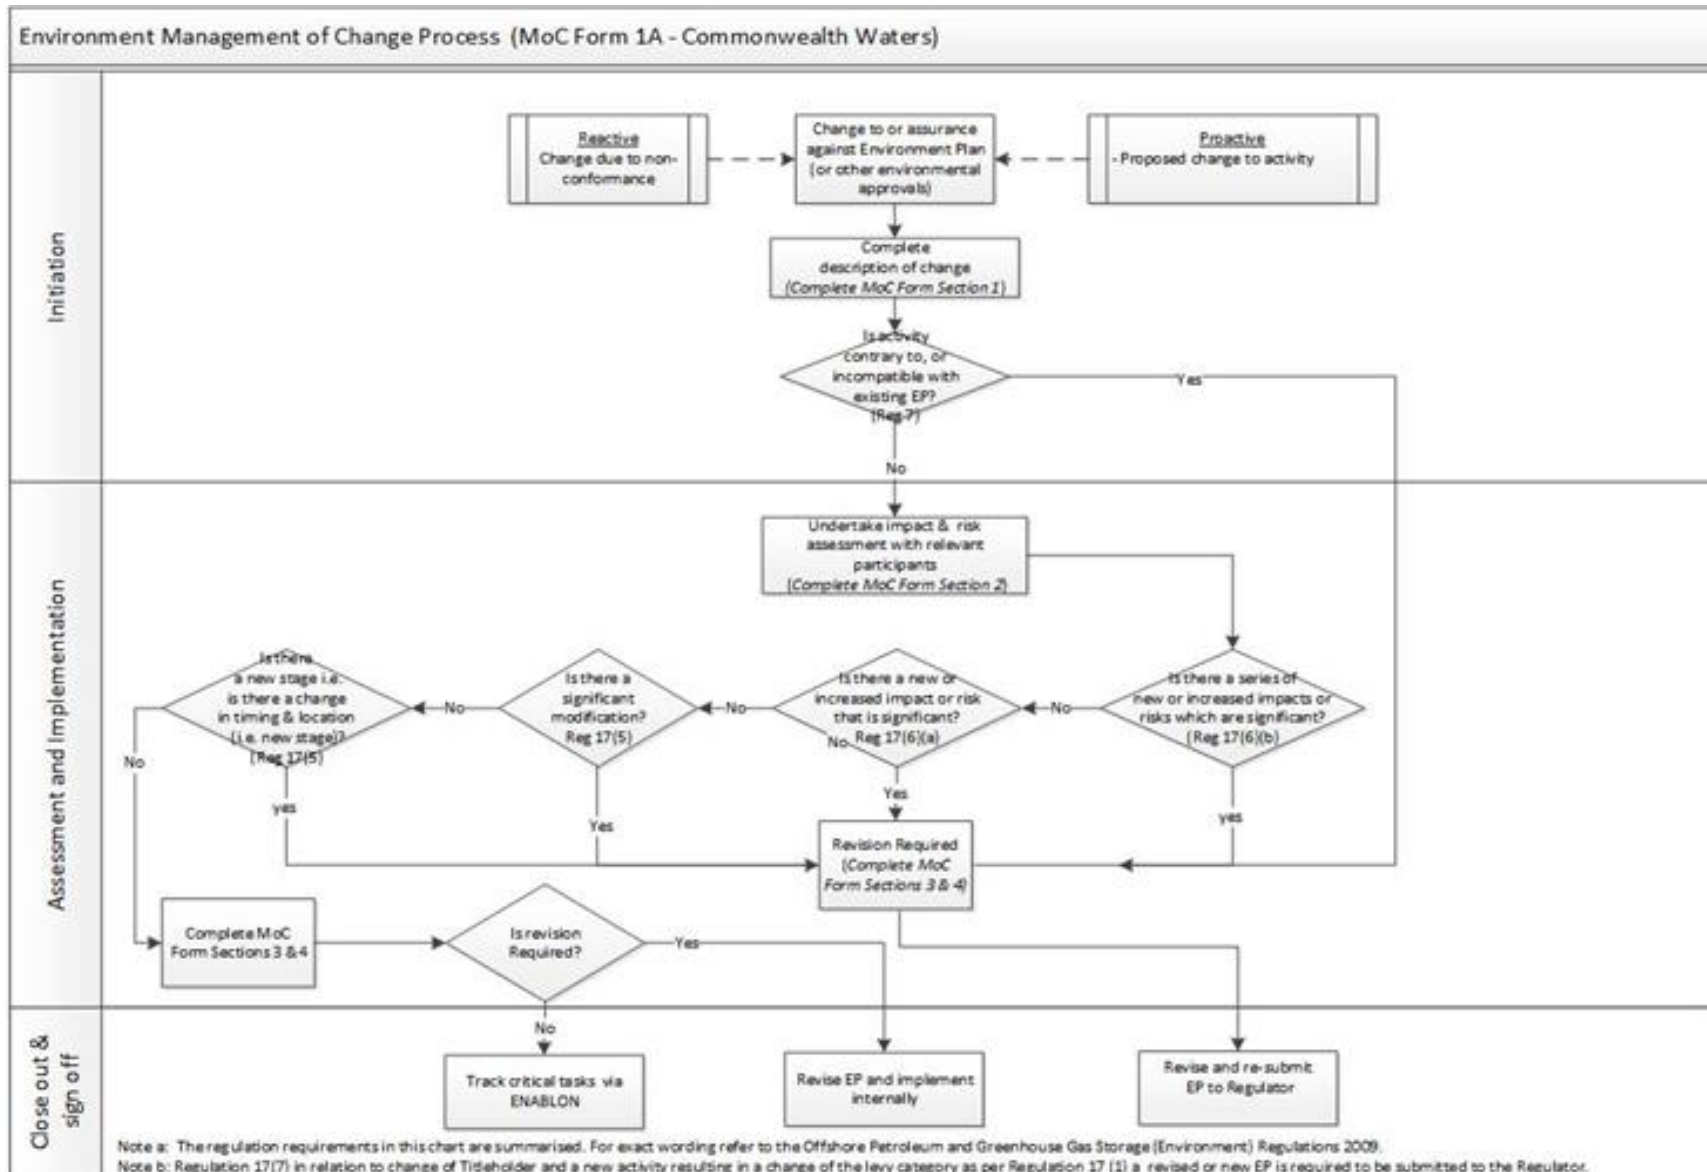 Environment Management of Change Process (MoC Form 1A - Commonwealth Waters)
Initiation
Reactive
Change due to non-
conformance
Change to or assurance
against Environment Plan
(or other environmental
approvals)
Proactive
- Proposed change to activity
Complete
description of change
(Complete MoC Form Section 1)
Is activity
contrary to, or
incompatible with
existing EP?
(Reg 7)
Yes
No
Assessment and Implementation
Undertake impact & risk
assessment with relevant
participants
(Complete MoC Form Section 2)
Is there
a new stage i.e.
is there a change
in timing & location
(i.e. new stage)?
(Reg 17(5)
No
Is there a
significant
modification?
Reg 17(5)
No
Is there a new or
increased impact or risk
that is significant?
Reg 17(6)(a)
No
No
Is there a series of
new or increased impacts or
risks which are significant?
(Reg 17(6)(b)
No
yes
Yes
Yes
yes
Revision Required
(Complete MoC
Form Sections 3 & 4)
Complete MoC
Form Sections 3 & 4
Is revision
Required?
Yes
No
Close out &
sign off
Track critical tasks via
ENABLON
Revise EP and implement
internally
Revise and re-submit
EP to Regulator
Note a: The regulation requirements in this chart are summarised. For exact wording refer to the Offshore Petroleum and Greenhouse Gas Storage (Environment) Regulations 2009.
Note b: Regulation 17(7) in relation to change of Titleholder and a new activity resulting in a change of the levy category as per Regulation 17 (1) a revised or new EP is required to be submitted to the Regulator.